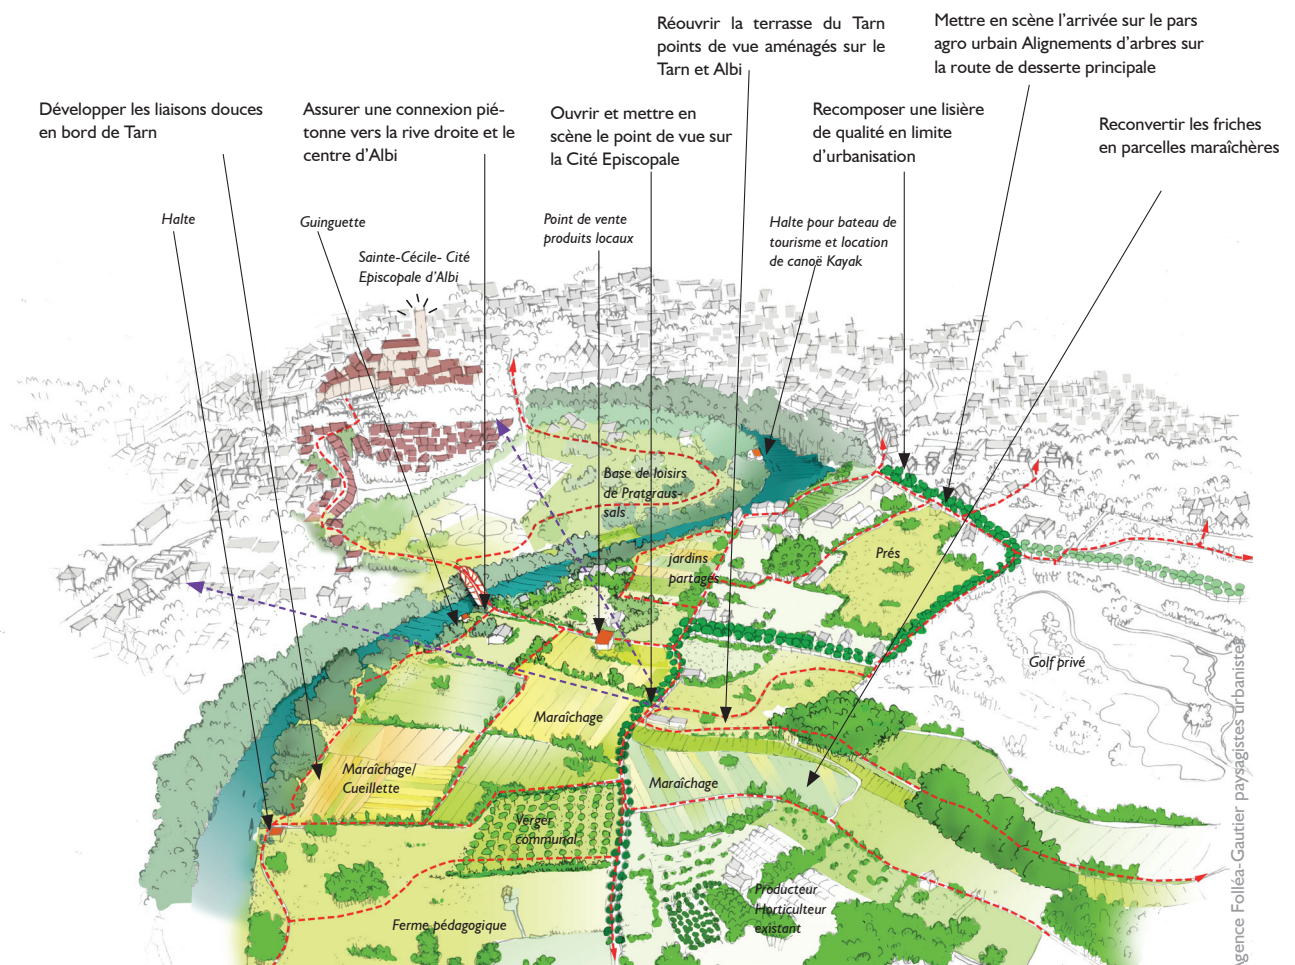 Réouvrir la terrasse du Tarn
points de vue aménagés sur le
Tarn et Albi
Mettre en scène l'arrivée sur le pars
agro urbain Alignements d'arbres sur
la route de desserte principale
Développer les liaisons douces
en bord de Tarn
Assurer une connexion pié-
tonne vers la rive droite et le
centre d'Albi
Ouvrir et mettre en
scène le point de vue sur
la Cité Episcopale
Recomposer une lisière
de qualité en limite
d'urbanisation
Reconvertir les friches
en parcelles maraîchères
Halte
Guinguette
Sainte-Cécile- Cité
Episcopale d'Albi
Point de vente
produits locaux
Halte pour bateau de
tourisme et location
de canoë Kayak
Base de loisirs
de Pratgraus-
sals
jardins
partagés
Prés
Golf privé
Maraîchage
Maraîchage/
Cueillette
Maraîchage
Verger
communal
Producteur
Horticulteur
existant
Ferme pédagogique
Agence Folléa-Gautier paysagistes urbanistes